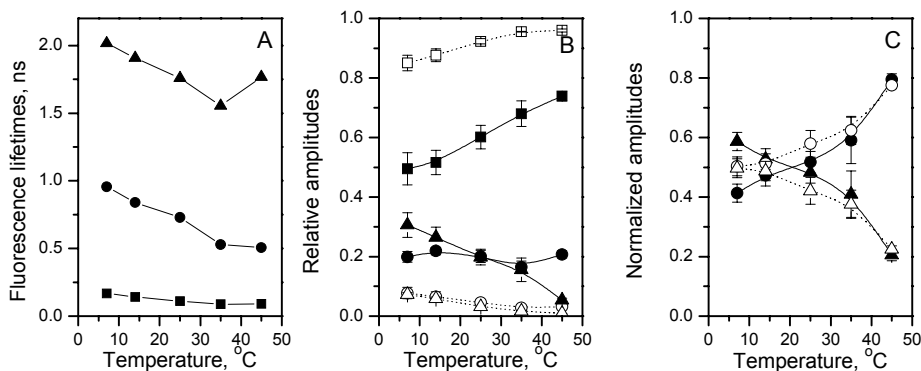 A
Fluorescence lifetimes, ns
2.0
1.5
1.0
0.5
0.0
0 10 20 30 40 50
Temperature, °C
B
Relative amplitudes
1.0
0.8
0.6
0.4
0.2
0.0
0 10 20 30 40 50
Temperature, °C
C
Normalized amplitudes
1.0
0.8
0.6
0.4
0.2
0.0
0 10 20 30 40 50
Temperature, °C